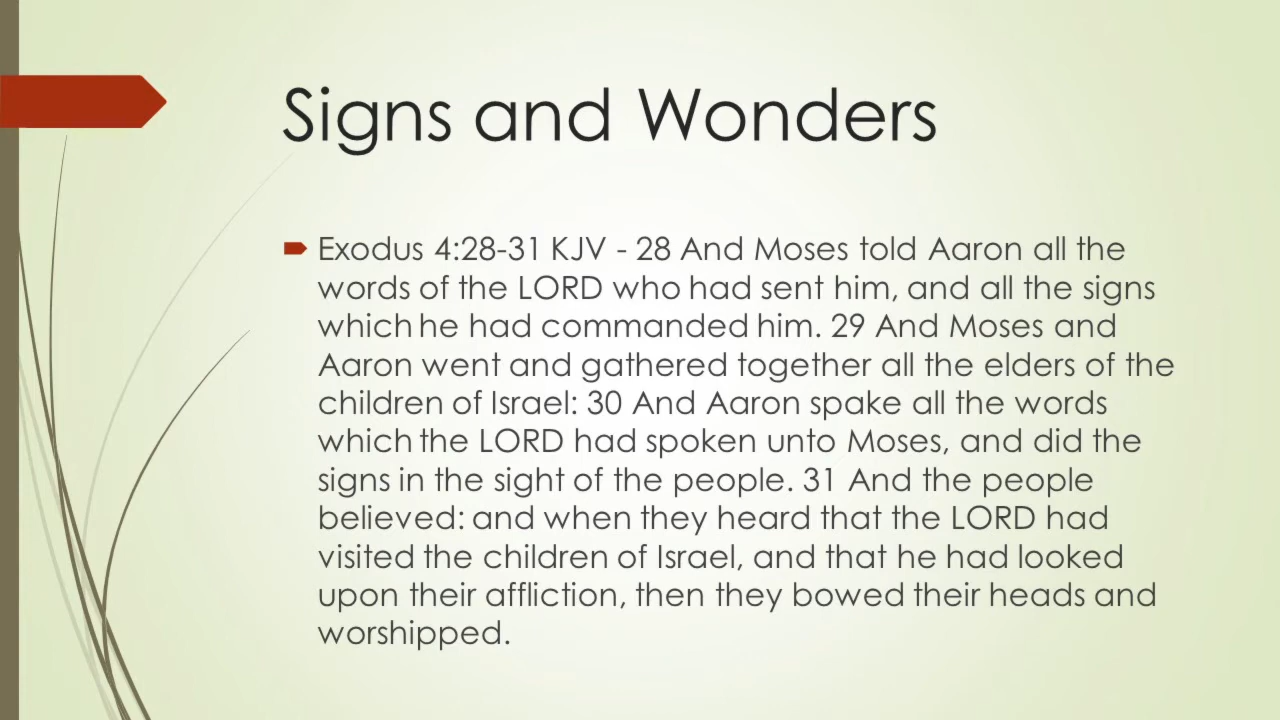 Signs and Wonders
Exodus 4:28-31 KJV - 28 And Moses told Aaron all the
words of the LORD who had sent him, and all the signs
which he had commanded him. 29 And Moses and
Aaron went and gathered together all the elders of the
children of Israel: 30 And Aaron spake all the words
which the LORD had spoken unto Moses, and did the
signs in the sight of the people. 31 And the people
believed: and when they heard that the LORD had
visited the children of Israel, and that he had looked
upon their affliction, then they bowed their heads and
worshipped.